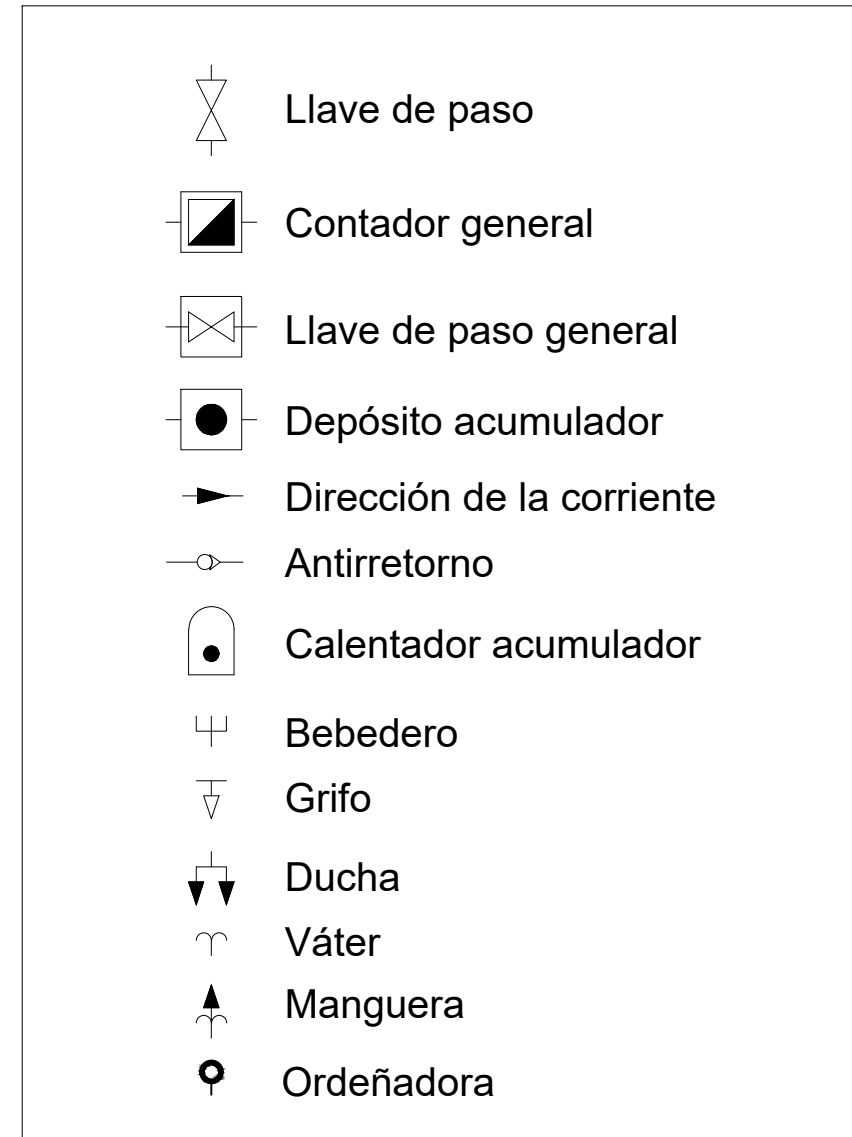 Llave de paso
Contador general
Llave de paso general
Depósito acumulador
Dirección de la corriente
Antirretorno
Calentador acumulador
Bebedero
Grifo
Ducha
Váter
Manguera
Ordeñadora